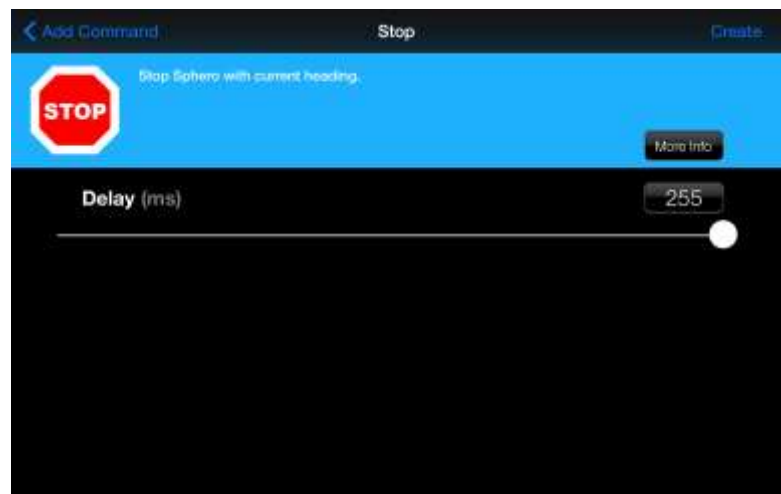 Add Command Stop Create
Stop Sphero with current heading.
STOP
More Info
Delay (ms) 255